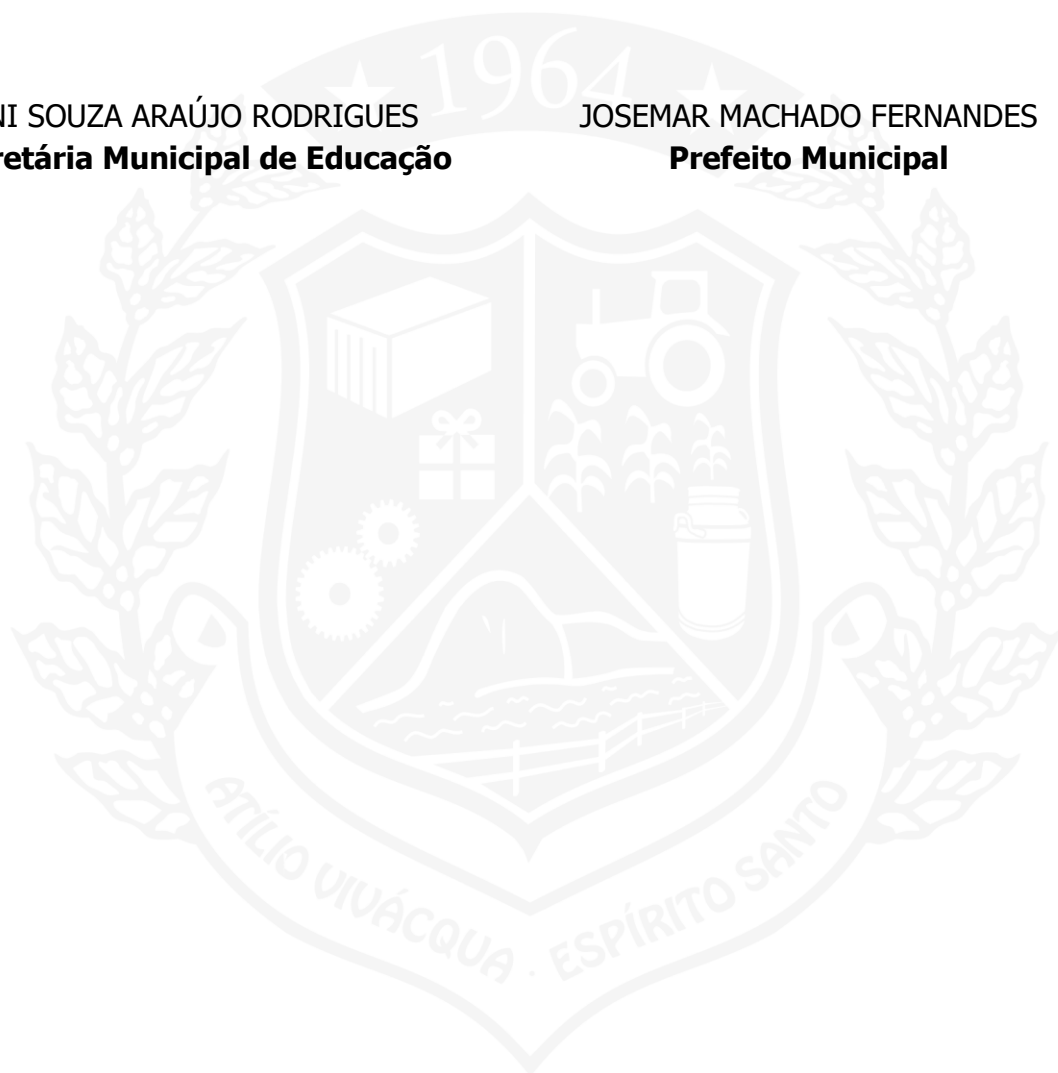 1964
NI SOUZA ARAÚJO RODRIGUES
JOSEMAR MACHADO FERNANDES
retária Municipal de Educação
Prefeito Municipal
ATÍLIO VIVÁCQUA . ESPÍRITO SANTO